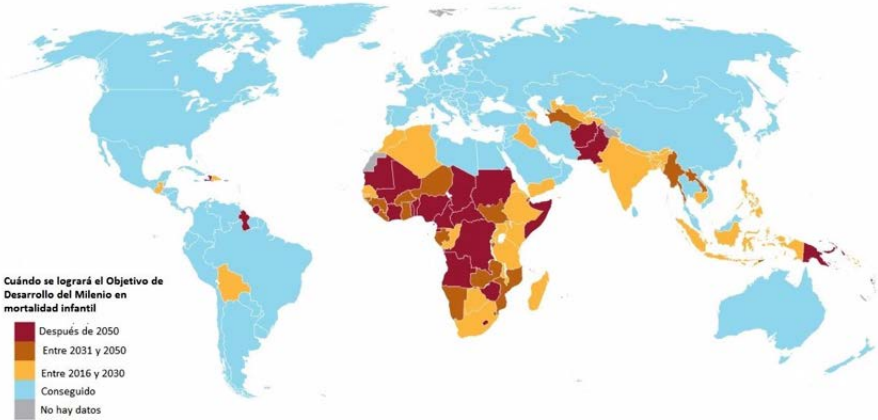 Cuándo se logrará el Objetivo de
Desarrollo del Milenio en
mortalidad infantil
Después de 2050
Entre 2031 y 2050
Entre 2016 y 2030
Conseguido
No hay datos